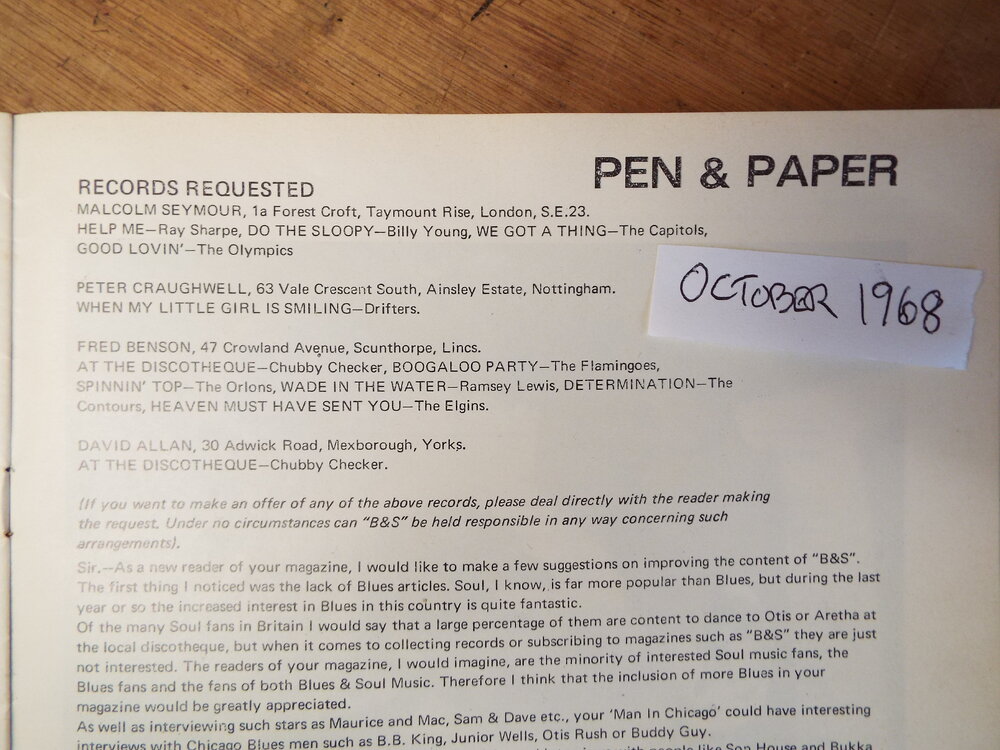 PEN & PAPER
RECORDS REQUESTED
MALCOLM SEYMOUR, 1a Forest Croft, Taymount Rise, London, S.E.23.
HELP ME—Ray Sharpe, DO THE SLOOPY—Billy Young, WE GOT A THING—The Capitols,
GOOD LOVIN'—The Olympics
OCTOBER 1968
PETER CRAUGHWELL, 63 Vale Crescent South, Ainsley Estate, Nottingham.
WHEN MY LITTLE GIRL IS SMILING—Drifters.
FRED BENSON, 47 Crowland Avenue, Scunthorpe, Lincs.
AT THE DISCOTHEQUE—Chubby Checker, BOOGALOO PARTY—The Flamingoes,
SPINNIN' TOP—The Orlons, WADE IN THE WATER—Ramsey Lewis, DETERMINATION—The
Contours, HEAVEN MUST HAVE SENT YOU—The Elgins.
DAVID ALLAN, 30 Adwick Road, Mexborough, Yorks.
AT THE DISCOTHEQUE—Chubby Checker.
(If you want to make an offer of any of the above records, please deal directly with the reader making
the request. Under no circumstances can "B&S" be held responsible in any way concerning such
arrangements).
Sir.--As a new reader of your magazine, I would like to make a few suggestions on improving the content of "B&S".
The first thing I noticed was the lack of Blues articles. Soul, I know, is far more popular than Blues, but during the last
year or so the increased interest in Blues in this country is quite fantastic.
Of the many Soul fans in Britain I would say that a large percentage of them are content to dance to Otis or Aretha at
the local discotheque, but when it comes to collecting records or subscribing to magazines such as "B&S" they are just
not interested. The readers of your magazine, I would imagine, are the minority of interested Soul music fans, the
Blues fans and the fans of both Blues & Soul Music. Therefore I think that the inclusion of more Blues in your
magazine would be greatly appreciated.
As well as interviewing such stars as Maurice and Mac, Sam & Dave etc., your 'Man In Chicago' could have interesting
interviews with Chicago Blues men such as B.B. King, Junior Wells, Otis Rush or Buddy Guy.
with people like Son House and Bukka